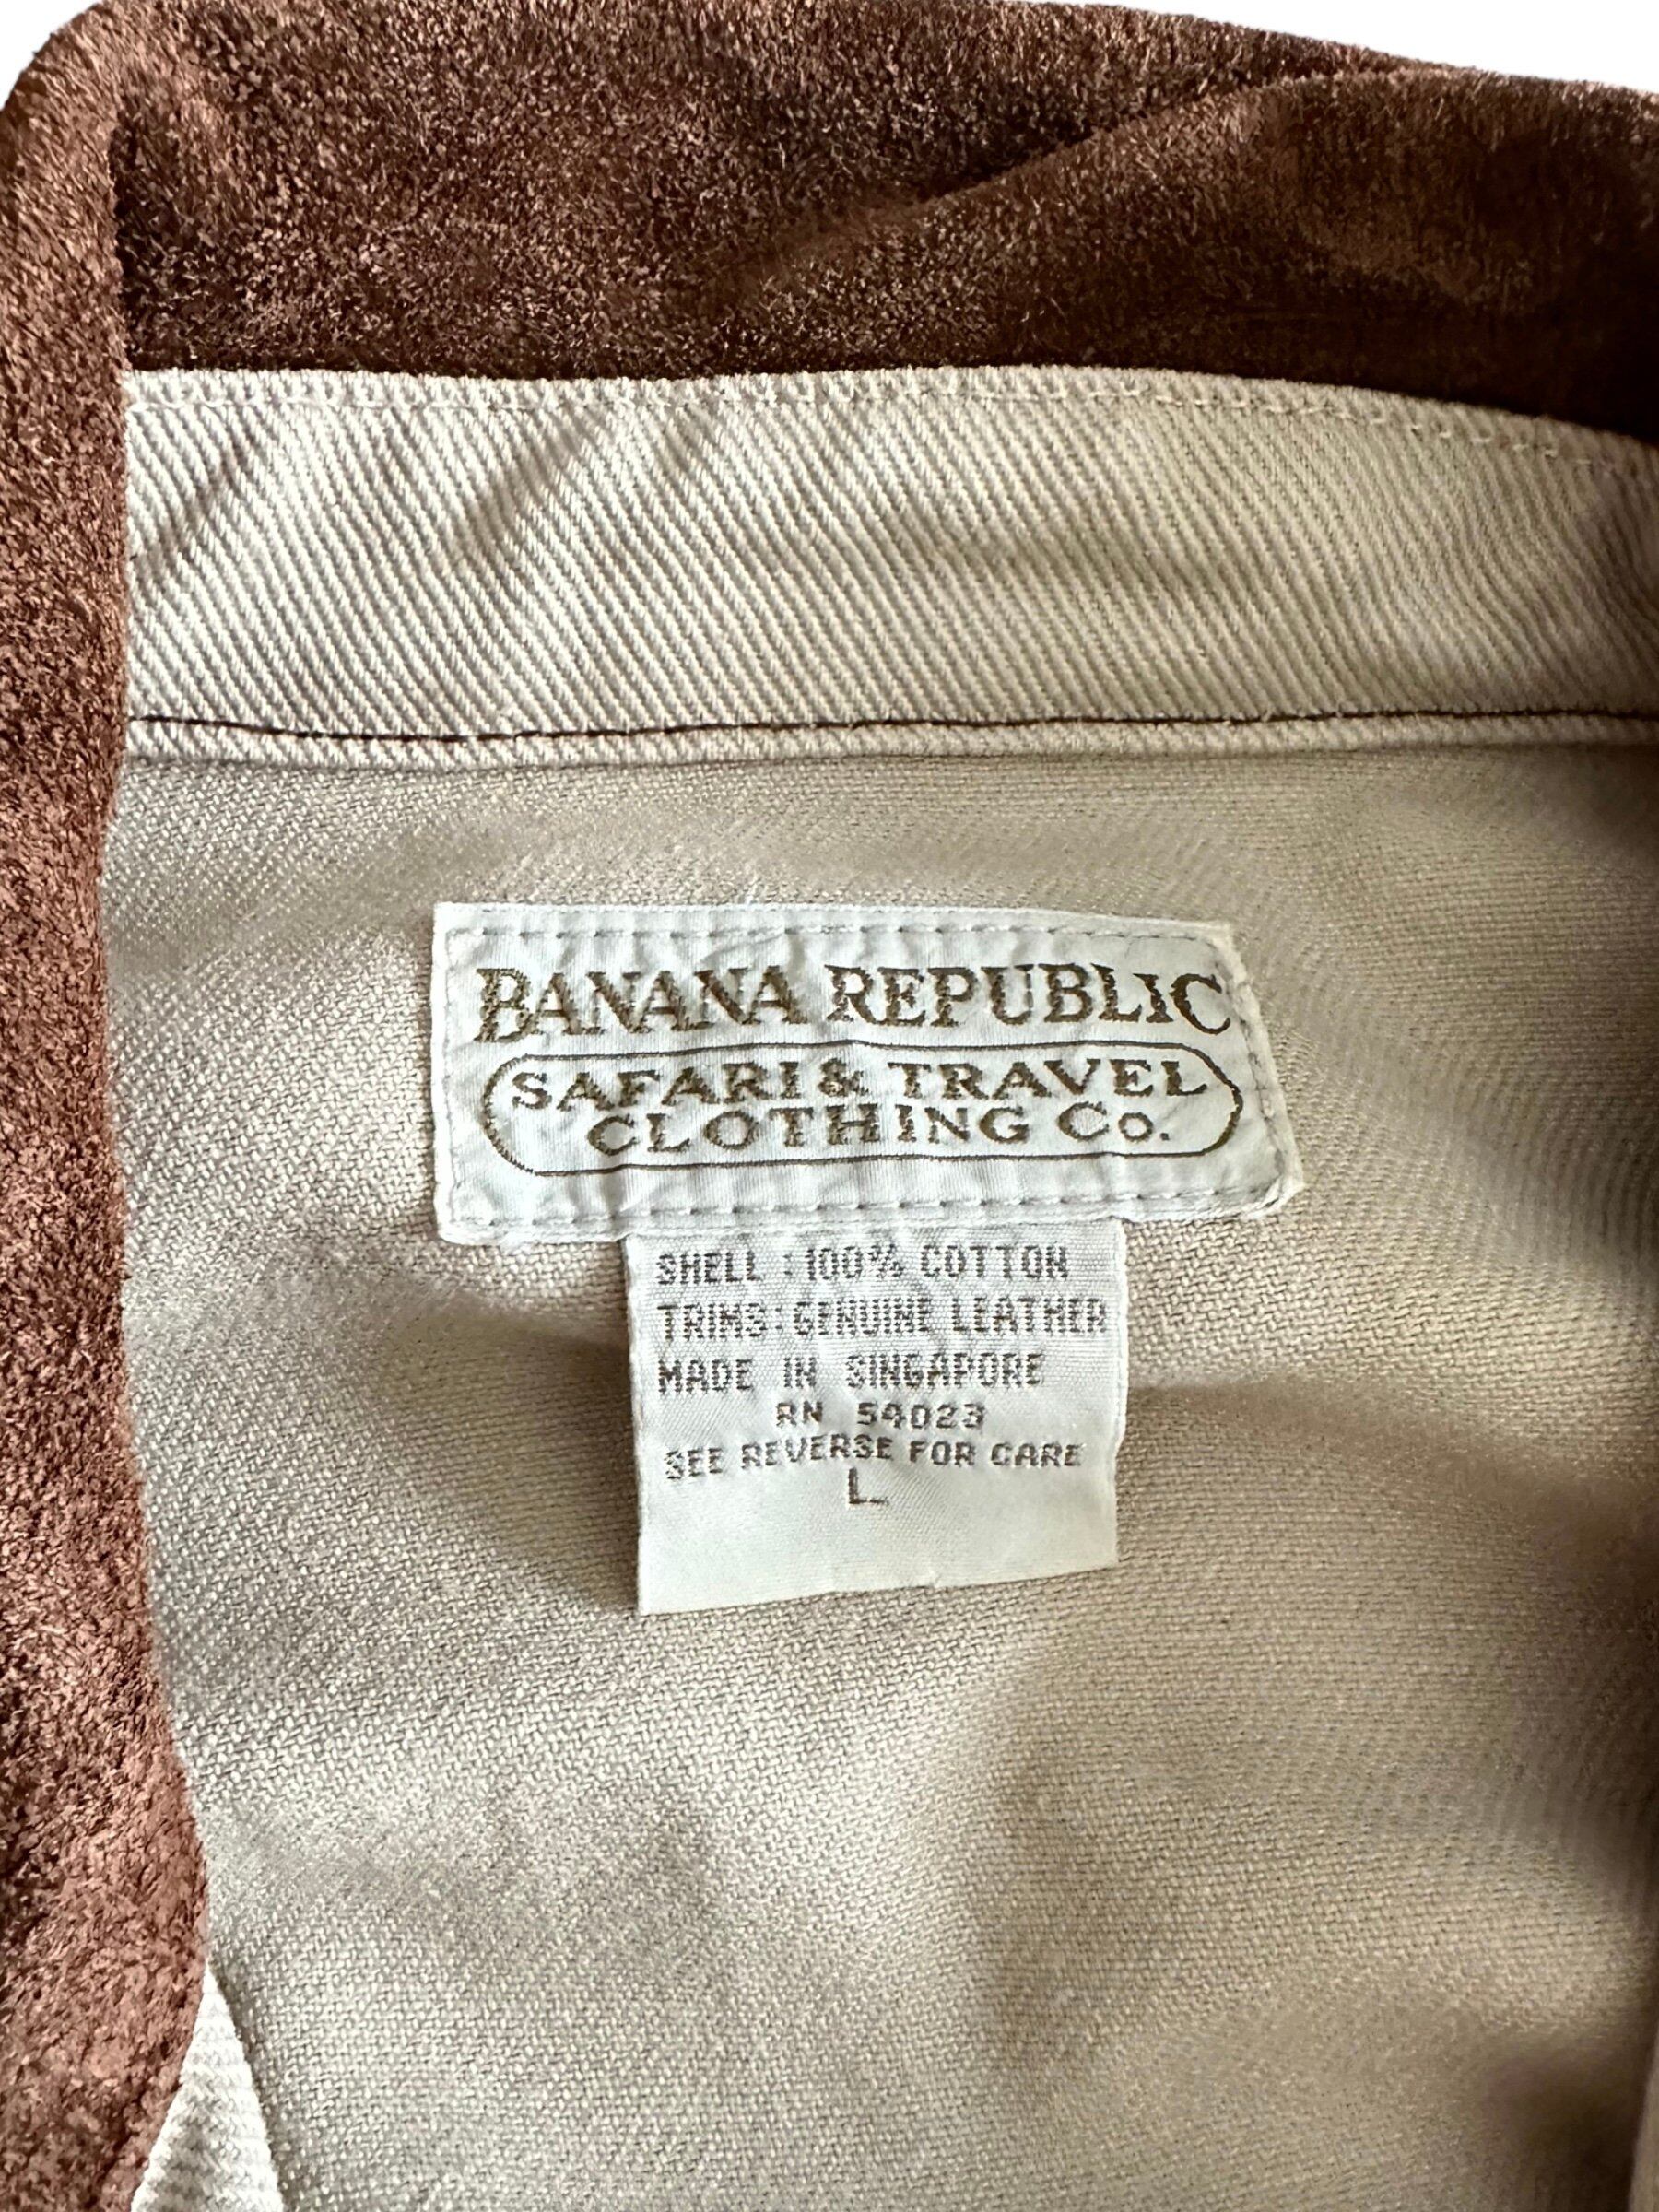 BANANA REPUBLIC
SAFARI & TRAVEL
CLOTHING Co.
SHELL : 100% COTTON
TRIMS : GENUINE LEATHER
MADE IN SINGAPORE
RN 54023
SEE REVERSE FOR CARE
L